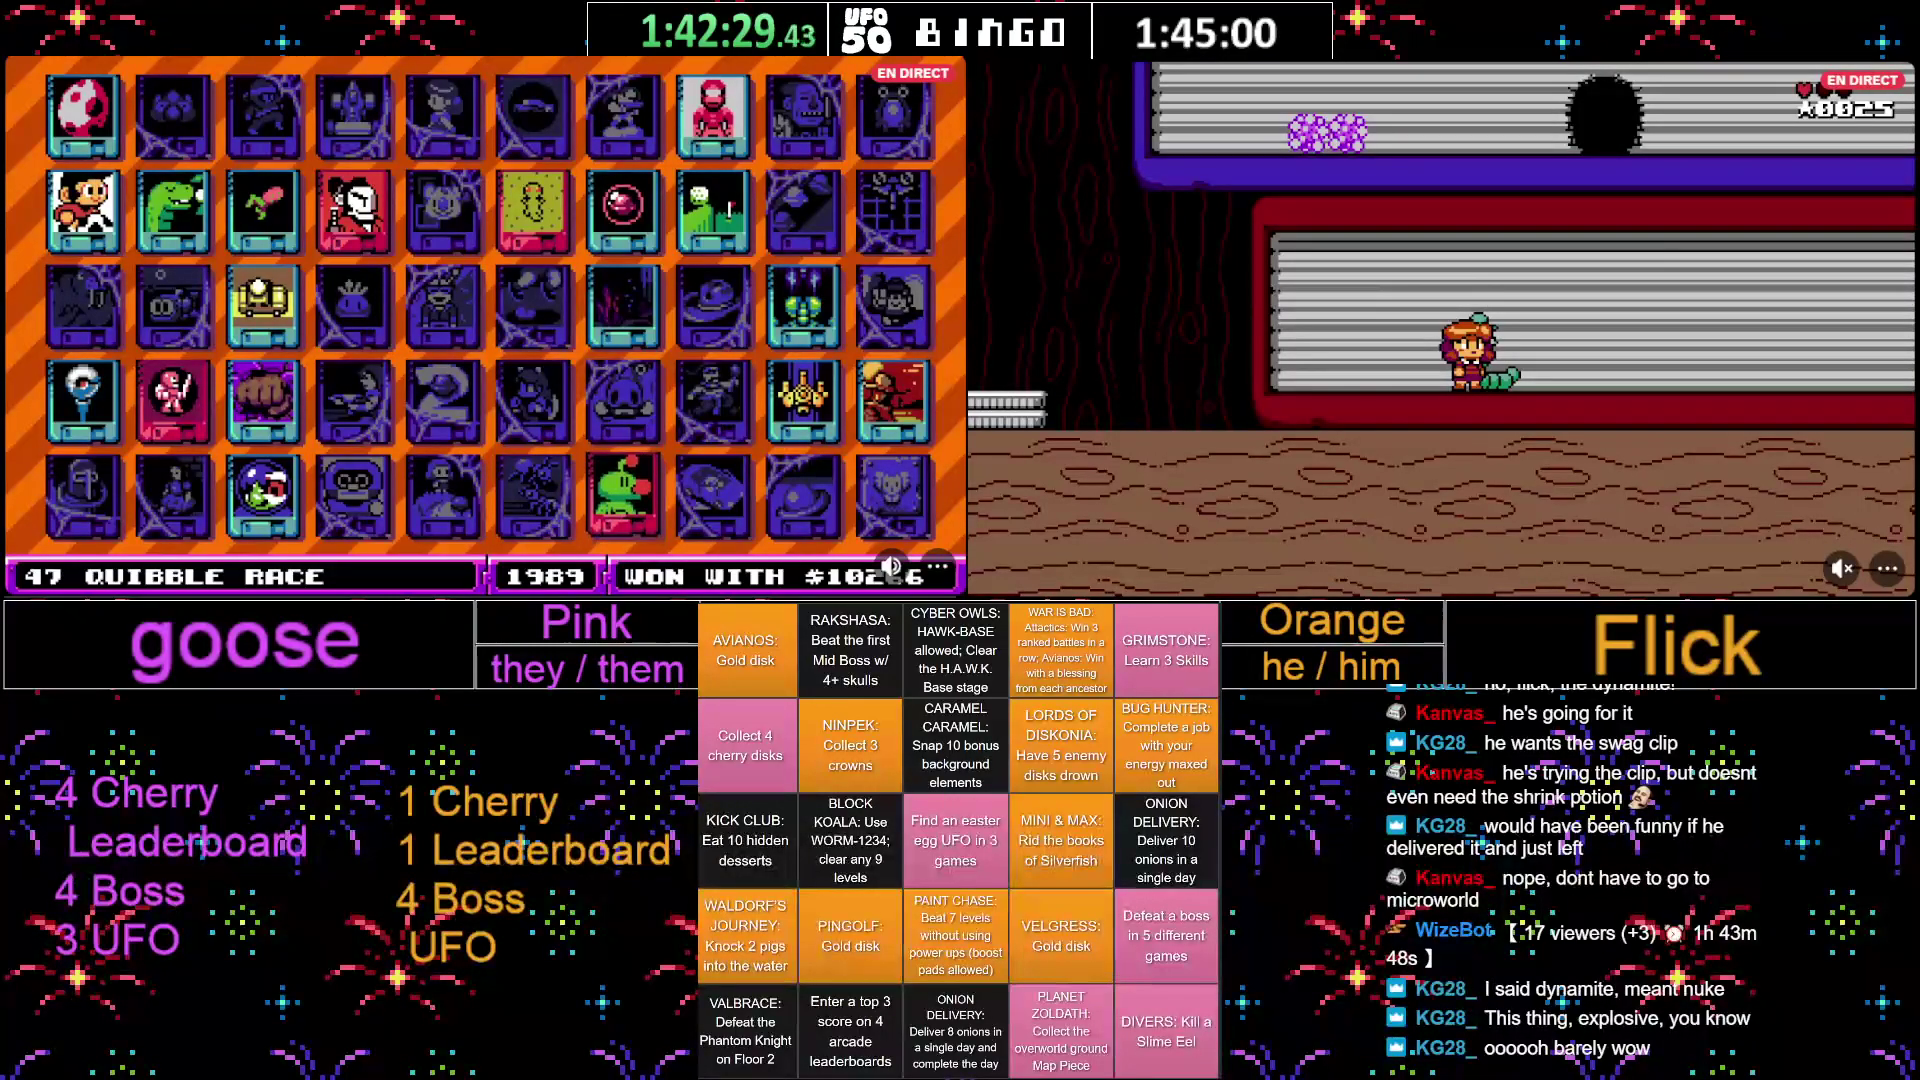 1:42:29.43
UFO 50 BINGO
1:45:00
EN DIRECT
EN DIRECT
0025
47 QUIBBLE RACE
1989
WON WITH
goose
Pink
they / them
Orange
he / him
Flick
4 Cherry
Leaderboard
4 Boss
3 UFO
1 Cherry
1 Leaderboard
4 Boss
UFO
AVIANOS:
Gold disk
RAKSHASA:
Beat the first
Mid Boss w/
4+ skulls
CYBER OWLS:
HAWK-BASE
allowed; Clear
the H.A.W.K.
Base stage
WAR IS BAD:
Attactics: Win 3
ranked battles in a
row; Avianos: Win
with a blessing
from each ancestor
GRIMSTONE:
Learn 3 Skills
Collect 4
cherry disks
NINPEK:
Collect 3
crowns
CARAMEL
CARAMEL:
Snap 10 bonus
background
elements
LORDS OF
DISKONIA:
Have 5 enemy
disks drown
BUG HUNTER:
Complete a job
with your
energy maxed
out
KICK CLUB:
Eat 10 hidden
desserts
BLOCK
KOALA: Use
WORM-1234;
clear any 9
levels
Find an easter
egg UFO in 3
games
MINI & MAX:
Rid the books
of Silverfish
ONION
DELIVERY:
Deliver 10
onions in a
single day
WALDORF'S
JOURNEY:
Knock 2 pigs
into the water
PINGOLF:
Gold disk
PAINT CHASE:
Beat 7 levels
without using
power ups (boost
pads allowed)
VELGRESS:
Gold disk
Defeat a boss
in 5 different
games
VALBRACE:
Defeat the
Phantom Knight
on Floor 2
Enter a top 3
score on 4
arcade
leaderboards
ONION
DELIVERY:
Deliver 8 onions in
a single day and
complete the day
PLANET
ZOLDATH:
Collect the
overworld ground
Map Piece
DIVERS: Kill a
Slime Eel
KG28_ no, flick, the dynamite!
Kanvas_ he's going for it
KG28_ he wants the swag clip
Kanvas_ he's trying the clip, but doesnt
even need the shrink potion
KG28_ would have been funny if he
delivered it and just left
Kanvas_ nope, dont have to go to
microworld
WizeBot 【 17 viewers (+3) 1h 43m
48s 】
KG28_ I said dynamite, meant nuke
KG28_ This thing, explosive, you know
KG28_ oooooh barely wow